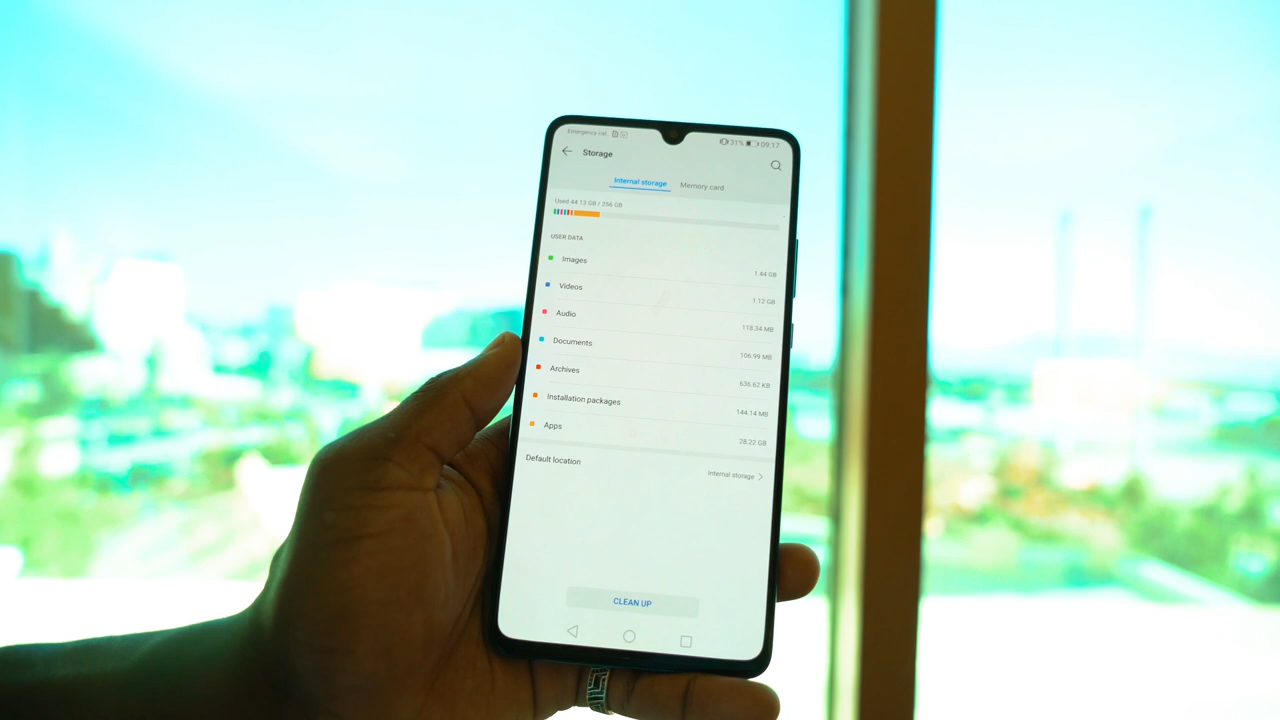 Emergency cal... 31% 09:17
Storage
Internal storage Memory card
Used 44.13 GB / 256 GB
USER DATA
Images 1.44 GB
Videos 1.12 GB
Audio 118.34 MB
Documents 106.99 MB
Archives 636.62 KB
Installation packages 144.14 MB
Apps 28.22 GB
Default location Internal storage
CLEAN UP